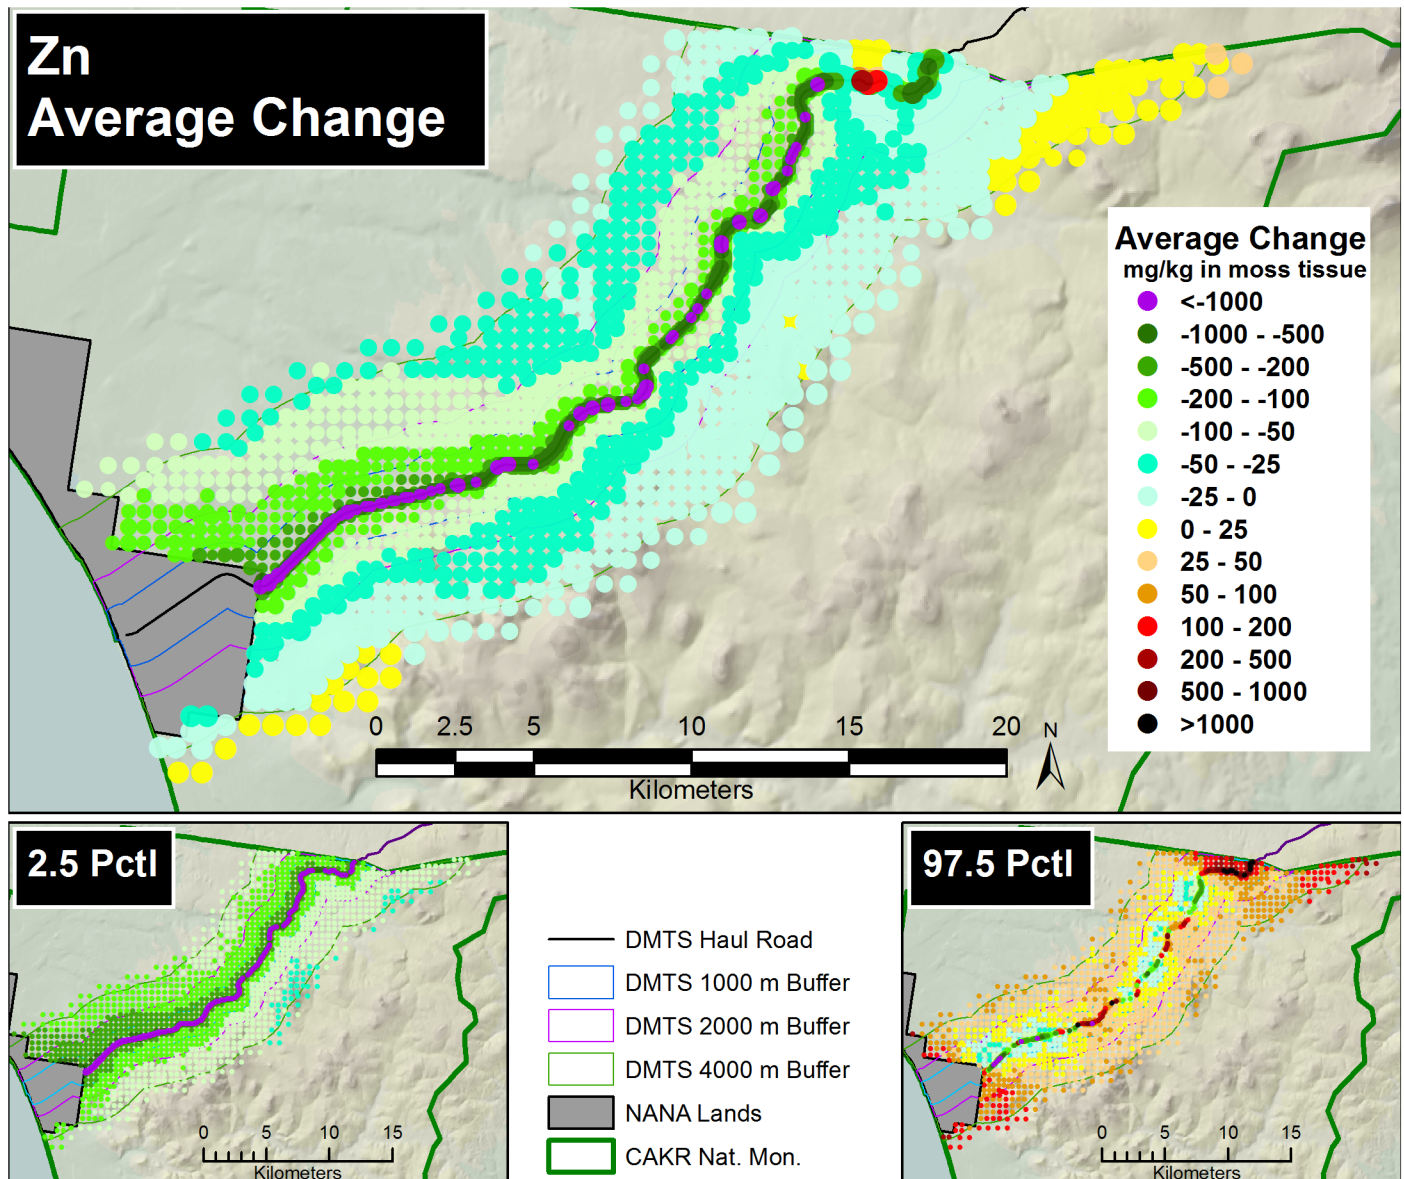 Zn
Average Change
Average Change
mg/kg in moss tissue
<-1000
-1000 - -500
-500 - -200
-200 - -100
-100 - -50
-50 - -25
-25 - 0
0 - 25
25 - 50
50 - 100
100 - 200
200 - 500
500 - 1000
>1000
0 2.5 5 10 15 20
Kilometers
N
2.5 Pctl
0 5 10 15
Kilometers
DMTS Haul Road
DMTS 1000 m Buffer
DMTS 2000 m Buffer
DMTS 4000 m Buffer
NANA Lands
CAKR Nat. Mon.
97.5 Pctl
0 5 10 15
Kilometers